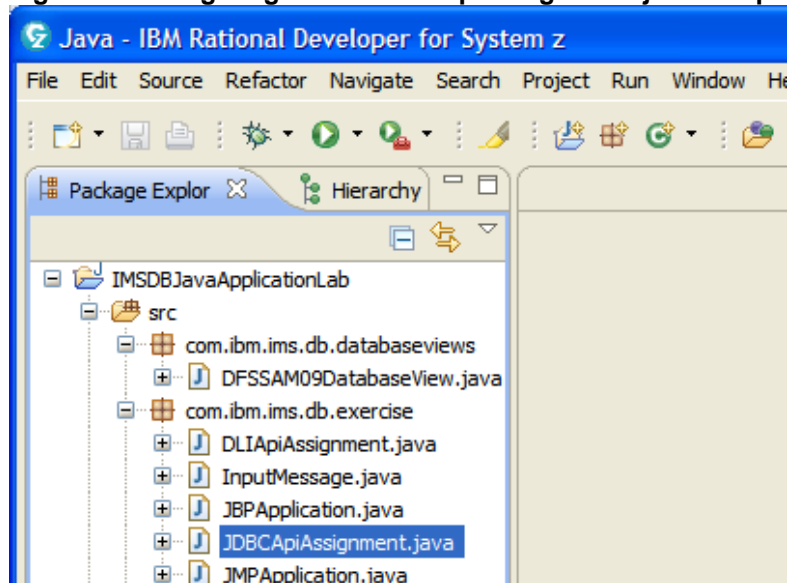 Java - IBM Rational Developer for System z
File Edit Source Refactor Navigate Search Project Run Window
Package Explor Hierarchy
IMSDBJavaApplicationLab
src
com.ibm.ims.db.databaseviews
DFSSAM09DatabaseView.java
com.ibm.ims.db.exercise
DLIApiAssignment.java
InputMessage.java
JBPApplication.java
JDBCApiAssignment.java
JMPApplication.java